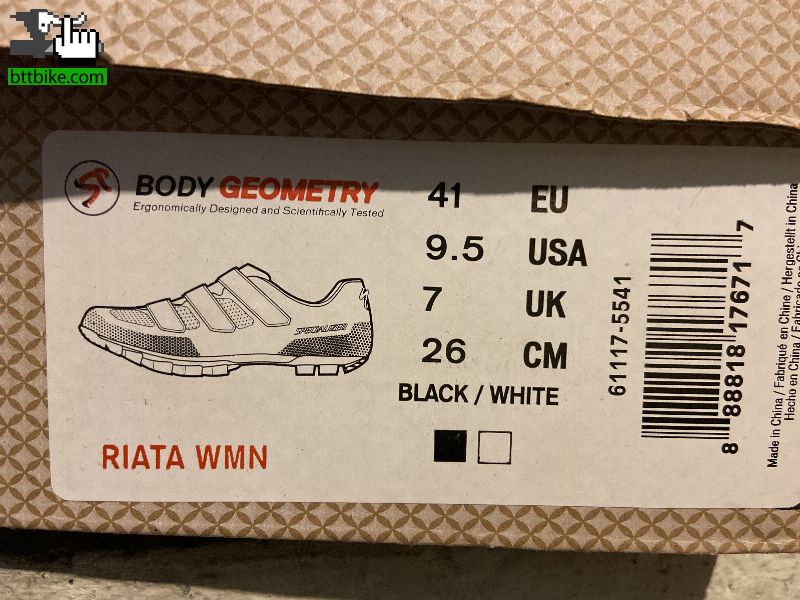 bttbike.com
BODY GEOMETRY
Ergonomically Designed and Scientifically Tested
41 EU
9.5 USA
7 UK
26 CM
BLACK / WHITE
SPECIALIZED
RIATA WMN
61117-5541
8 88818 17671 7
Made in China / Fabriqué en Chine / Hergestellt in China
Hecho en China /